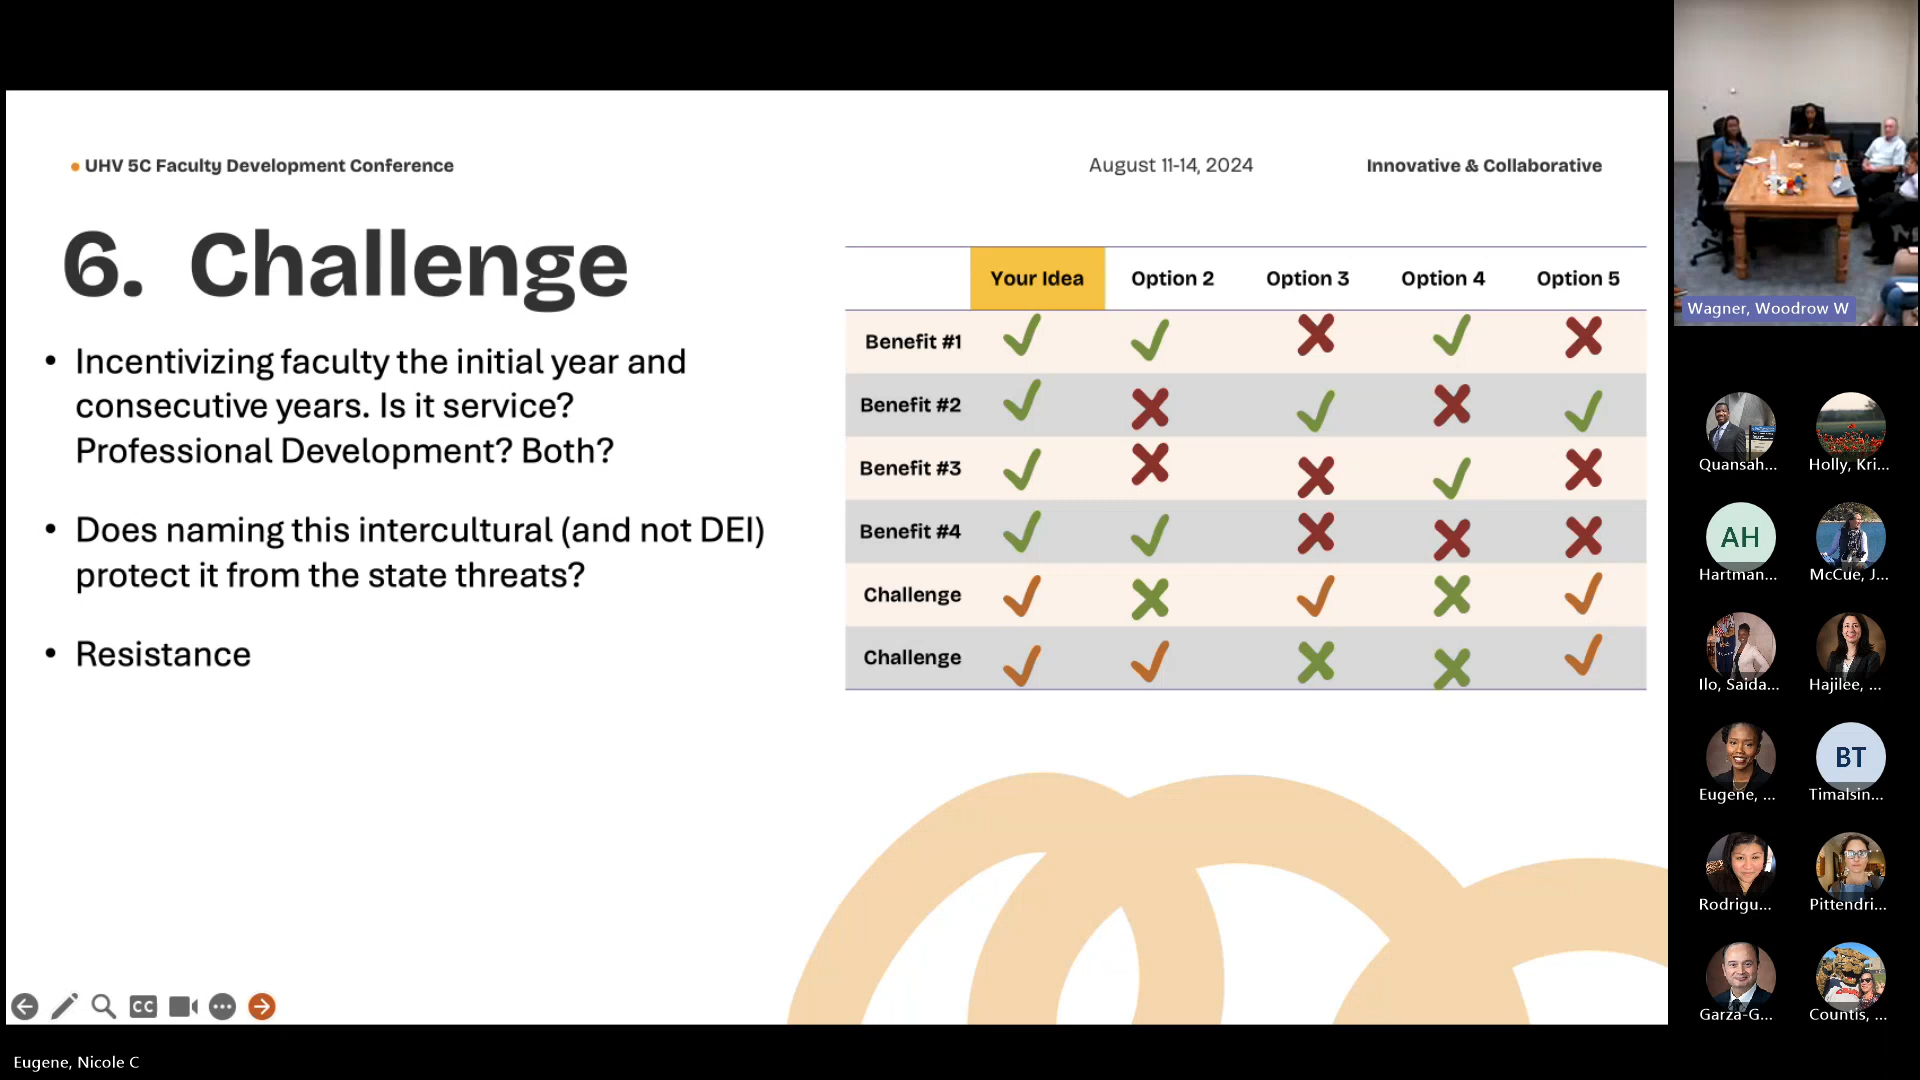 UHV 5C Faculty Development Conference
August 11-14, 2024
Innovative & Collaborative
6. Challenge
• Incentivizing faculty the initial year and
consecutive years. Is it service?
Professional Development? Both?
• Does naming this intercultural (and not DEI)
protect it from the state threats?
• Resistance
Your Idea Option 2 Option 3 Option 4 Option 5
Benefit #1
Benefit #2
Benefit #3
Benefit #4
Challenge
Challenge
Wagner, Woodrow W
Quansah...
Holly, Kri...
AH
Hartman...
McCue, J...
Ilo, Saida...
Hajilee, ...
Eugene, ...
BT
Timalsin...
Rodrigu...
Pittendri...
Garza-G...
Countis, ...
CC
Eugene, Nicole C